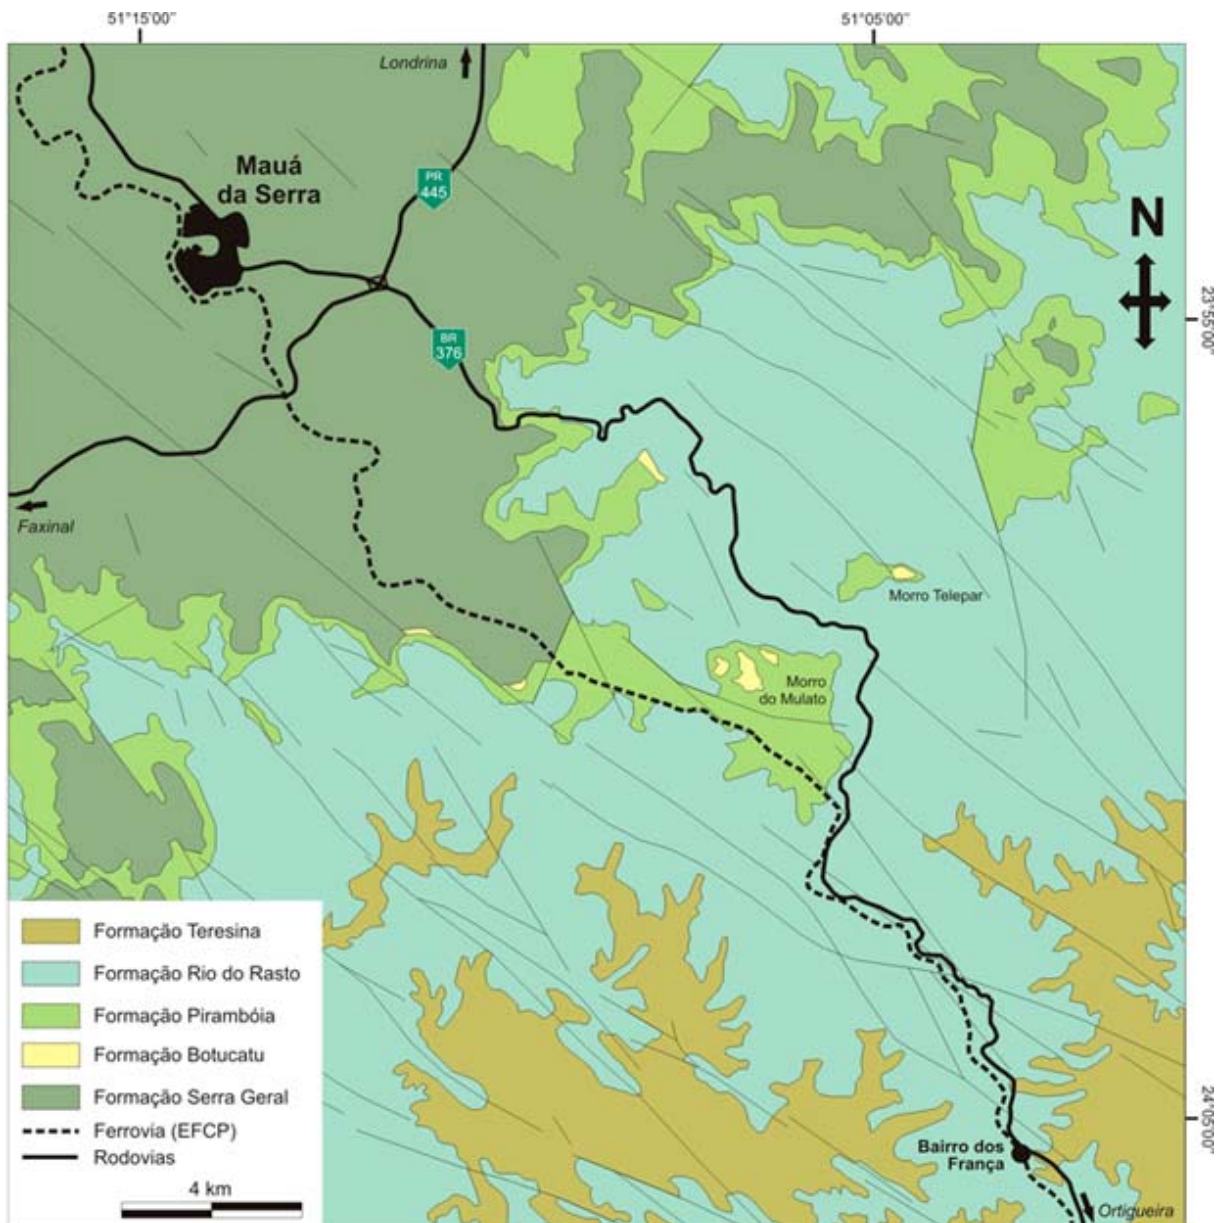 51°15'00"
51°05'00"
Londrina
Mauá
da Serra
PR
445
N
23°55'00"
BR
376
Faxinal
Morro Telepar
Morro
do Mulato
Formação Teresina
Formação Rio do Rasto
Formação Pirambóia
Formação Botucatu
Formação Serra Geral
Ferrovia (EFCP)
Rodovias
4 km
24°05'00"
Bairro dos
França
Ortigueira